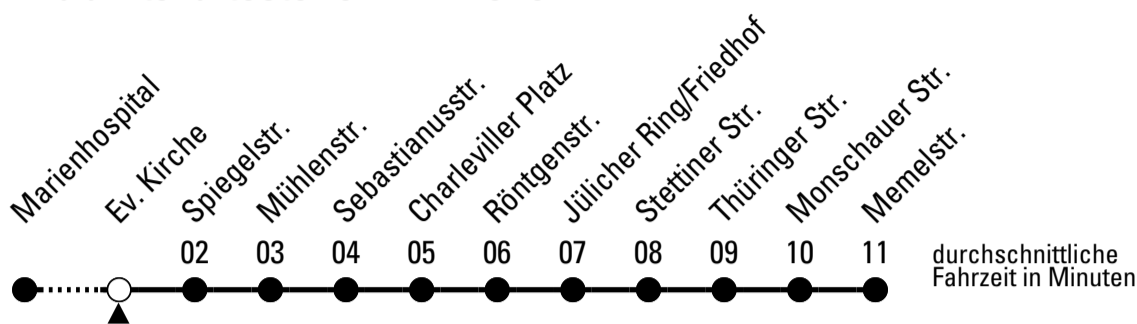 Marienhospital
Ev. Kirche
Spiegelstr.
Mühlenstr.
Sebastianusstr.
Charleviller Platz
Röntgenstr.
Jülicher Ring/Friedhof
Stettiner Str.
Thüringer Str.
Monschauer Str.
Memelstr.
02 03 04 05 06 07 08 09 10 11
durchschnittliche
Fahrzeit in Minuten